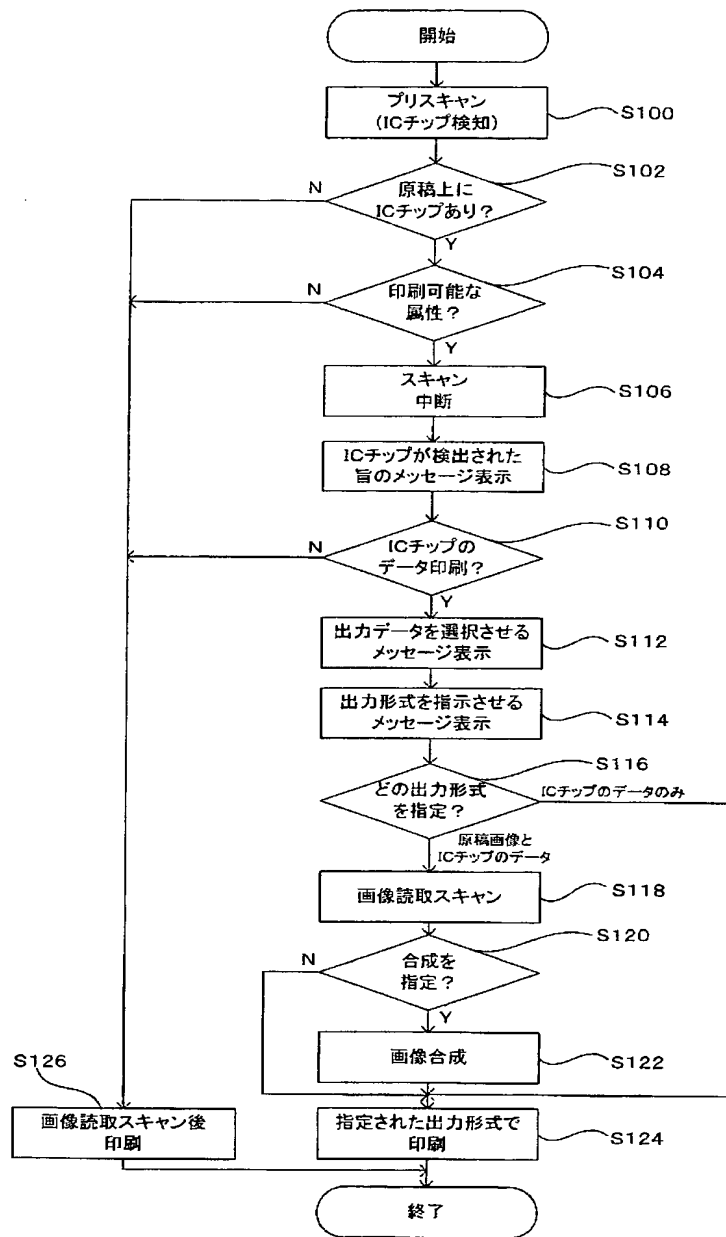 開始
プリスキャン
(ICチップ検知)
S100
原稿上に
ICチップあり？
S102
N
Y
印刷可能な
属性？
S104
N
Y
スキャン
中断
S106
ICチップが検出された
旨のメッセージ表示
S108
ICチップの
データ印刷？
S110
N
Y
出力データを選択させる
メッセージ表示
S112
出力形式を指示させる
メッセージ表示
S114
どの出力形式
を指定？
S116
ICチップのデータのみ
原稿画像と
ICチップのデータ
画像読取スキャン
S118
合成を
指定？
S120
N
Y
画像合成
S122
S126
画像読取スキャン後
印刷
指定された出力形式で
印刷
S124
終了